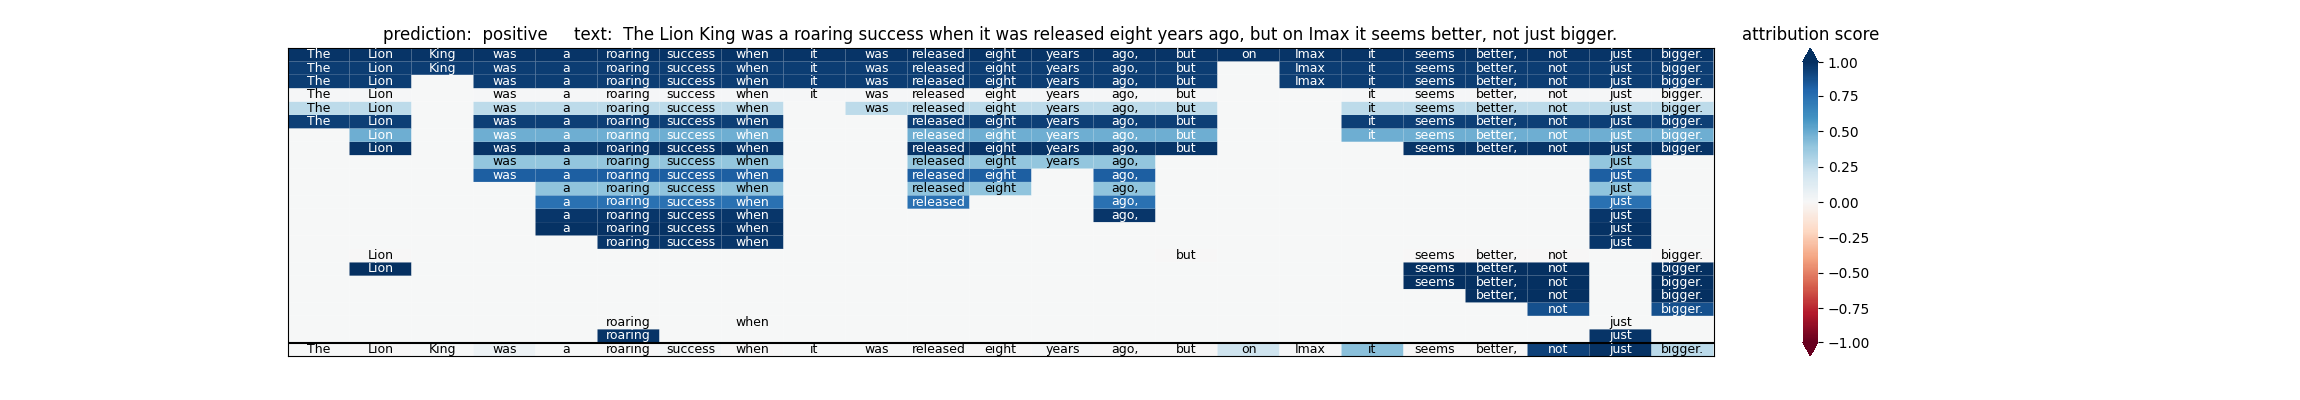 prediction: positive text: The Lion King was a roaring success when it was released eight years ago, but on Imax it seems better, not just bigger. attribution score
The Lion King was a roaring success when it was released eight years ago, but on Imax it seems better, not just bigger.
The Lion King was a roaring success when it was released eight years ago, but Imax it seems better, not just bigger.
The Lion was a roaring success when it was released eight years ago, but Imax it seems better, not just bigger.
The Lion was a roaring success when it was released eight years ago, but it seems better, not just bigger.
The Lion was a roaring success when was released eight years ago, but it seems better, not just bigger.
The Lion was a roaring success when released eight years ago, but it seems better, not just bigger.
Lion was a roaring success when released eight years ago, but it seems better, not just bigger.
Lion was a roaring success when released eight years ago, but seems better, not just bigger.
was a roaring success when released eight years ago, just
was a roaring success when released eight ago, just
a roaring success when released eight ago, just
a roaring success when released ago, just
a roaring success when ago, just
a roaring success when just
roaring success when just
Lion but seems better, not bigger.
Lion seems better, not bigger.
seems better, not bigger.
better, not bigger.
not bigger.
roaring when just
roaring just
The Lion King was a roaring success when it was released eight years ago, but on Imax it seems better, not just bigger.
1.00
0.75
0.50
0.25
0.00
−0.25
−0.50
−0.75
−1.00